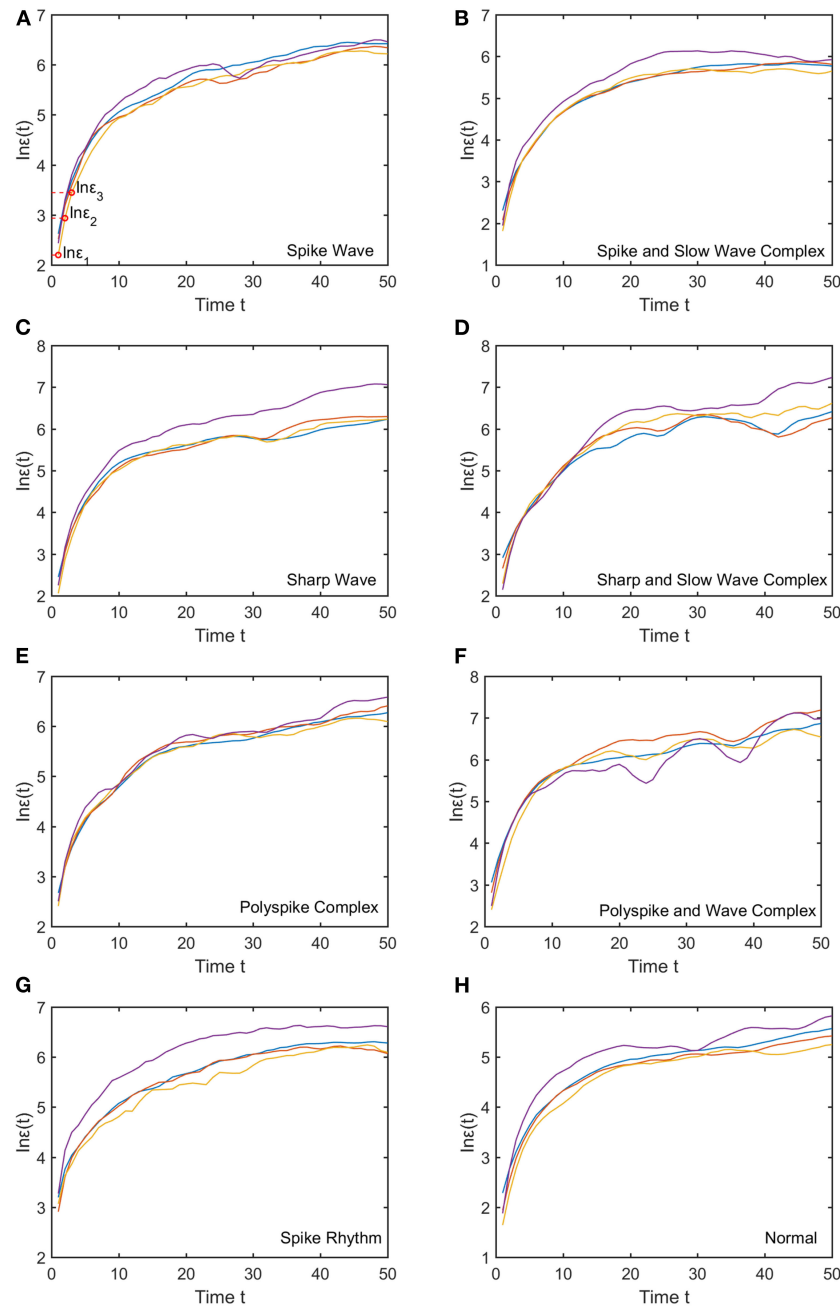 A
7
6
5
4
3
2
lnε(t)
lnε3
lnε2
lnε1
Spike Wave
0 10 20 30 40 50
Time t
B
7
6
5
4
3
2
1
lnε(t)
Spike and Slow Wave Complex
0 10 20 30 40 50
Time t
C
8
7
6
5
4
3
2
lnε(t)
Sharp Wave
0 10 20 30 40 50
Time t
D
8
7
6
5
4
3
2
lnε(t)
Sharp and Slow Wave Complex
0 10 20 30 40 50
Time t
E
7
6
5
4
3
2
lnε(t)
Polyspike Complex
0 10 20 30 40 50
Time t
F
8
7
6
5
4
3
2
lnε(t)
Polyspike and Wave Complex
0 10 20 30 40 50
Time t
G
7
6
5
4
3
2
lnε(t)
Spike Rhythm
0 10 20 30 40 50
Time t
H
6
5
4
3
2
1
lnε(t)
Normal
0 10 20 30 40 50
Time t